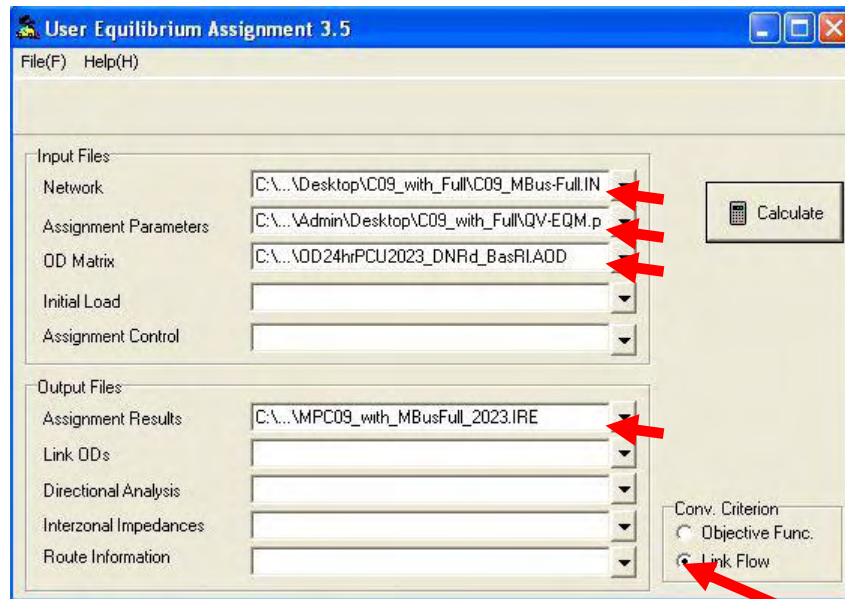 User Equilibrium Assignment 3.5
File(F) Help(H)
Input Files
Network C:\...\Desktop\C09_with_Full\C09_MBus-Full.IN
Assignment Parameters C:\...\Admin\Desktop\C09_with_Full\QV-EQM.p
OD Matrix C:\...\OD24hrPCU2023_DNRd_BasRI.AOD
Initial Load
Assignment Control
Calculate
Output Files
Assignment Results C:\...\MPC09_with_MBusFull_2023.IRE
Link ODs
Directional Analysis
Interzonal Impedances
Route Information
Conv. Criterion
Objective Func.
Link Flow